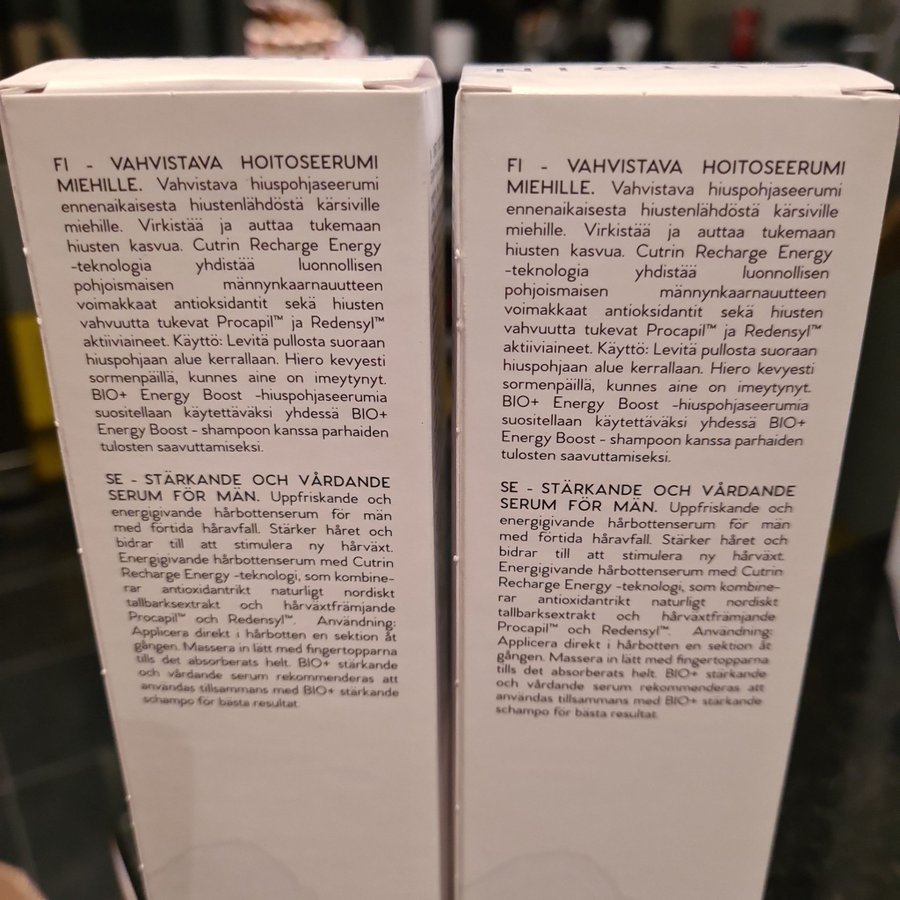 FI - VAHVISTAVA HOITOSEERUMI
MIEHILLE. Vahvistava hiuspohjaseerumi
ennenaikaisesta hiustenlähdöstä kärsiville
miehille. Virkistää ja auttaa tukemaan
hiusten kasvua. Cutrin Recharge Energy
-teknologia yhdistää luonnollisen
pohjoismaisen männynkaarnauutteen
voimakkaat antioksidantit sekä hiusten
vahvuutta tukevat Procapil™ ja Redensyl™
aktiiviaineet. Käyttö: Levitä pullosta suoraan
hiuspohjaan alue kerrallaan. Hiero kevyesti
sormenpäillä, kunnes aine on imeytynyt.
BIO+ Energy Boost -hiuspohjaseerumia
suositellaan käytettäväksi yhdessä BIO+
Energy Boost - shampoon kanssa parhaiden
tulosten saavuttamiseksi.
SE - STÄRKANDE OCH VÅRDANDE
SERUM FÖR MÄN. Uppfriskande och
energigivande hårbottenserum för män
med förtida håravfall. Stärker håret och
bidrar till att stimulera ny hårväxt.
Energigivande hårbottenserum med Cutrin
Recharge Energy -teknologi, som kombine-
rar antioxidantrikt naturligt nordiskt
tallbarksextrakt och hårväxtfrämjande
Procapil™ och Redensyl™. Användning:
Applicera direkt i hårbotten en sektion åt
gången. Massera in lätt med fingertopparna
tills det absorberats helt. BIO+ stärkande
och vårdande serum rekommenderas att
användas tillsammans med BIO+ stärkande
schampo för bästa resultat.
CUTRIN
FI - VAHVISTAVA HOITOSEERUMI
MIEHILLE. Vahvistava hiuspohjaseerumi
ennenaikaisesta hiustenlähdöstä kärsiville
miehille. Virkistää ja auttaa tukemaan
hiusten kasvua. Cutrin Recharge Energy
-teknologia yhdistää luonnollisen
pohjoismaisen männynkaarnauutteen
voimakkaat antioksidantit sekä hiusten
vahvuutta tukevat Procapil™ ja Redensyl™
aktiiviaineet. Käyttö: Levitä pullosta suoraan
hiuspohjaan alue kerrallaan. Hiero kevyesti
sormenpäillä, kunnes aine on imeytynyt.
BIO+ Energy Boost -hiuspohjaseerumia
suositellaan käytettäväksi yhdessä BIO+
Energy Boost - shampoon kanssa parhaiden
tulosten saavuttamiseksi.
SE - STÄRKANDE OCH VÅRDANDE
SERUM FÖR MÄN. Uppfriskande och
energigivande hårbottenserum för män
med förtida håravfall. Stärker håret och
bidrar till att stimulera ny hårväxt.
Energigivande hårbottenserum med Cutrin
Recharge Energy -teknologi, som kombine-
rar antioxidantrikt naturligt nordiskt
tallbarksextrakt och hårväxtfrämjande
Procapil™ och Redensyl™. Användning:
Applicera direkt i hårbotten en sektion åt
gången. Massera in lätt med fingertopparna
tills det absorberats helt. BIO+ stärkande
och vårdande serum rekommenderas att
användas tillsammans med BIO+ stärkande
schampo för bästa resultat.